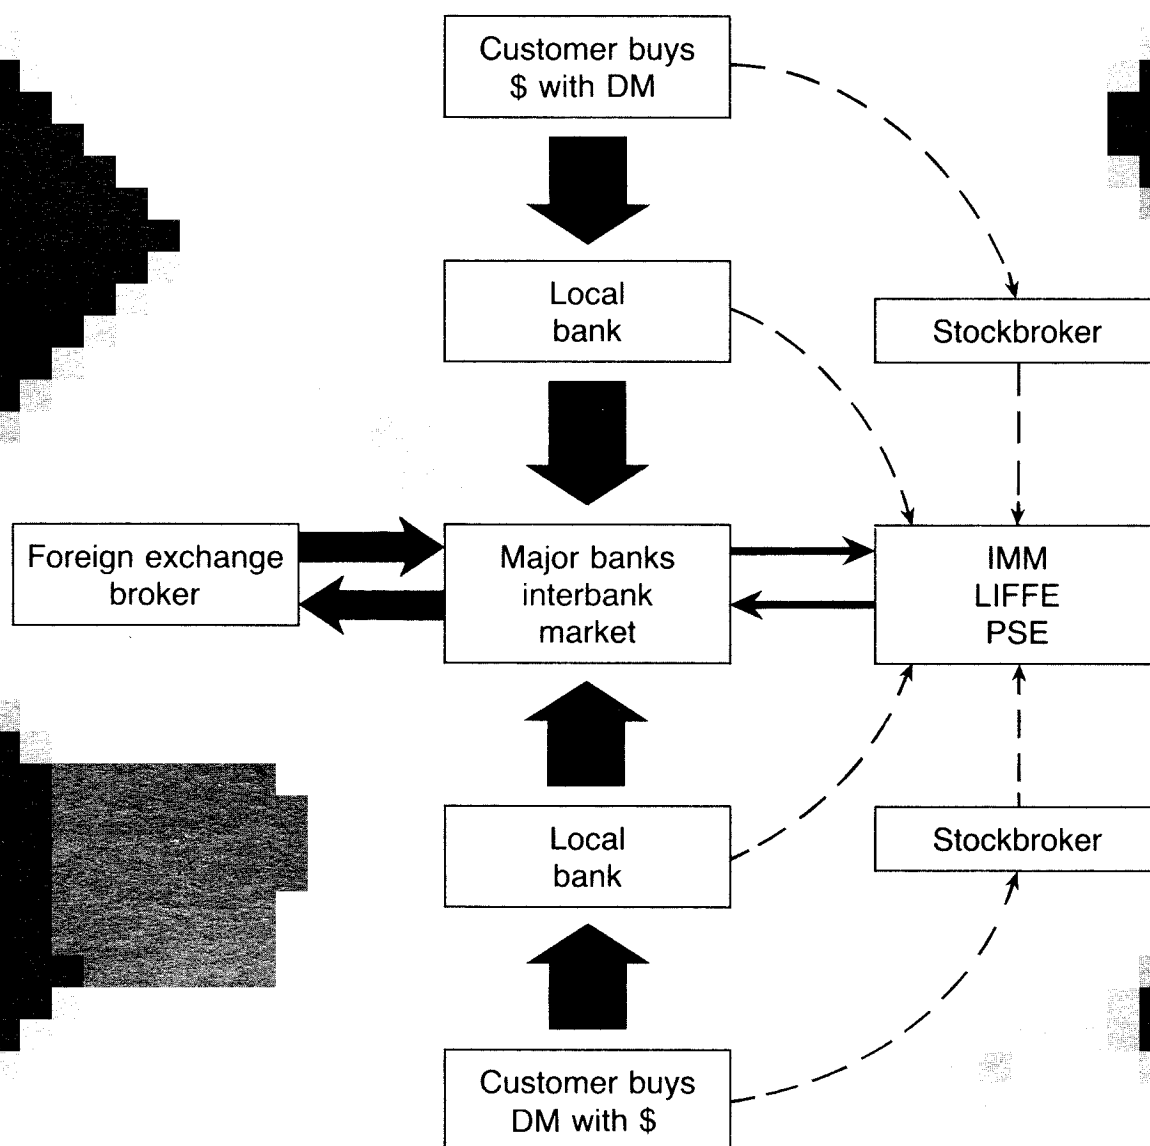 Customer buys
$ with DM
Local
bank
Stockbroker
Foreign exchange
broker
Major banks
interbank
market
IMM
LIFFE
PSE
Local
bank
Stockbroker
Customer buys
DM with $